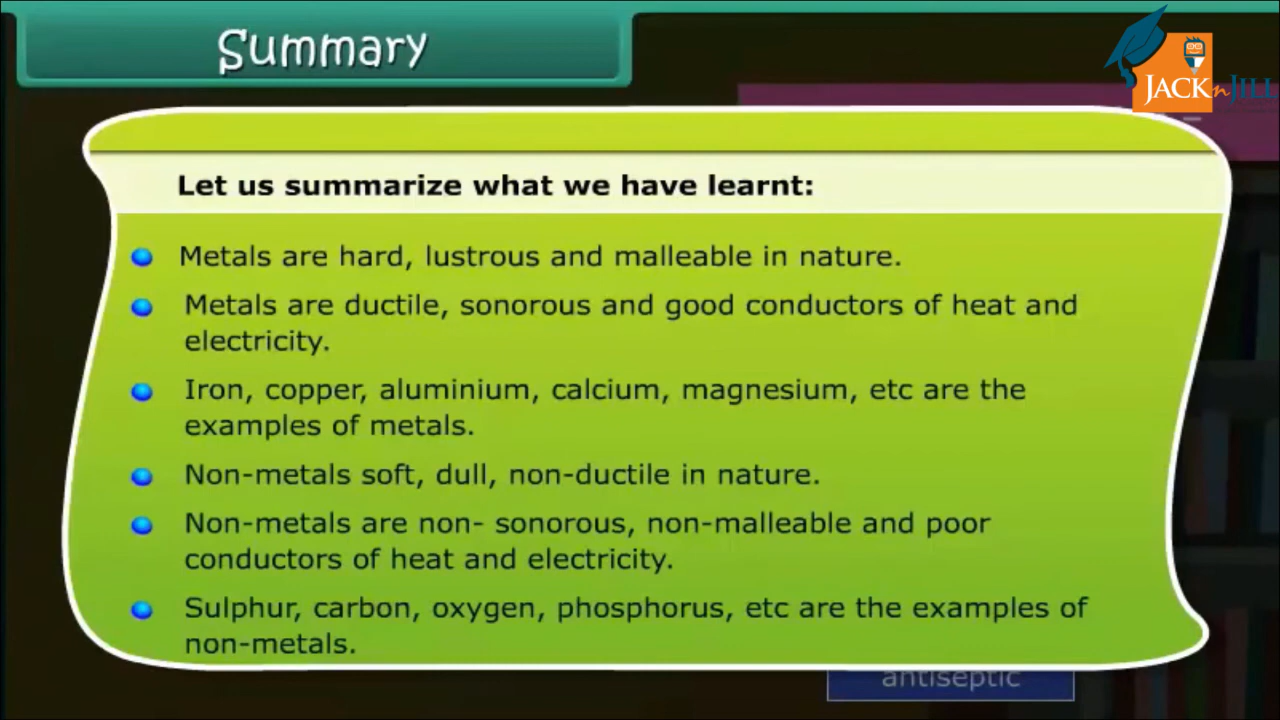 Summary
JACK n JILL
Let us summarize what we have learnt:
Metals are hard, lustrous and malleable in nature.
Metals are ductile, sonorous and good conductors of heat and
electricity.
Iron, copper, aluminium, calcium, magnesium, etc are the
examples of metals.
Non-metals soft, dull, non-ductile in nature.
Non-metals are non- sonorous, non-malleable and poor
conductors of heat and electricity.
Sulphur, carbon, oxygen, phosphorus, etc are the examples of
non-metals.
antiseptic